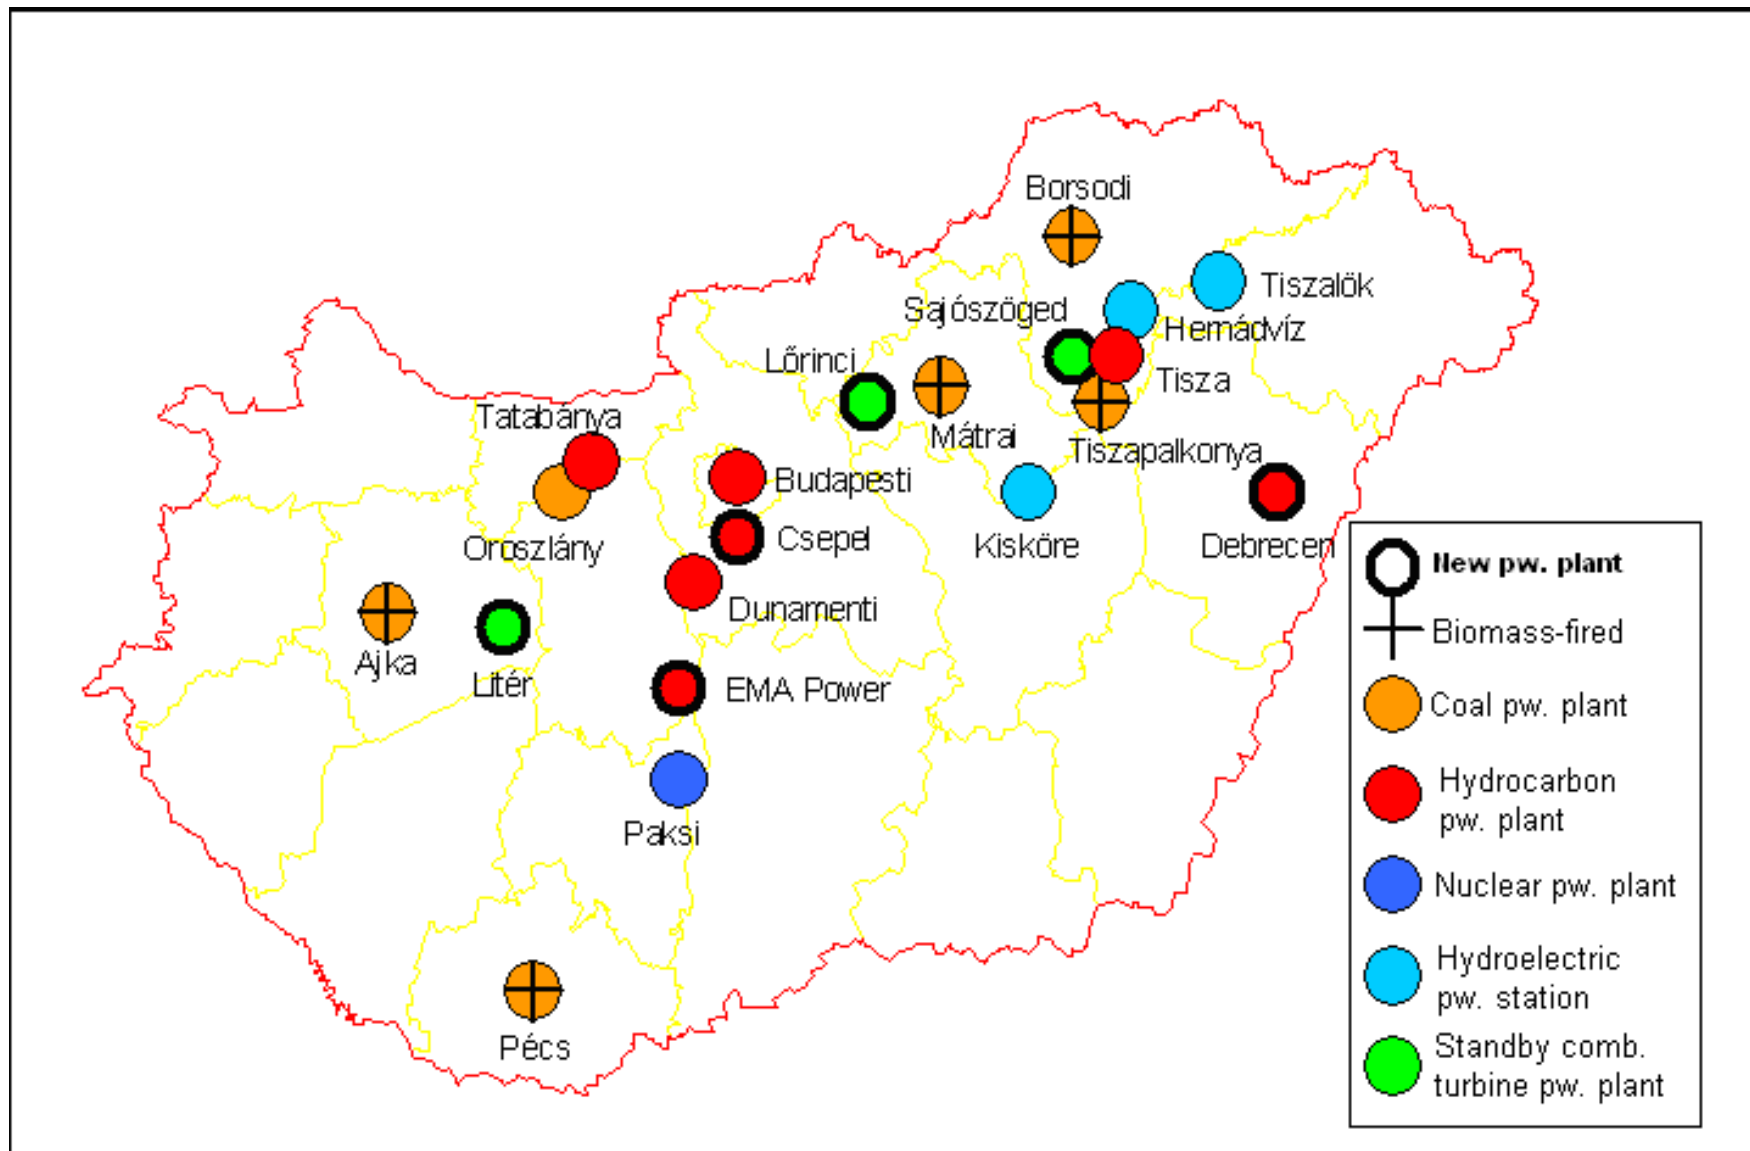 Borsodi
Tiszalök
Sajószöged
Hernádvíz
Lőrinci
Tisza
Tatabánya
Mátrai
Tiszapalkonya
Budapesti
Oroszlány
Csepel
Kisköre
Debrecen
Dunamenti
Ajka
Litér
EMA Power
Paksi
Pécs
New pw. plant
Biomass-fired
Coal pw. plant
Hydrocarbon
pw. plant
Nuclear pw. plant
Hydroelectric
pw. station
Standby comb.
turbine pw. plant